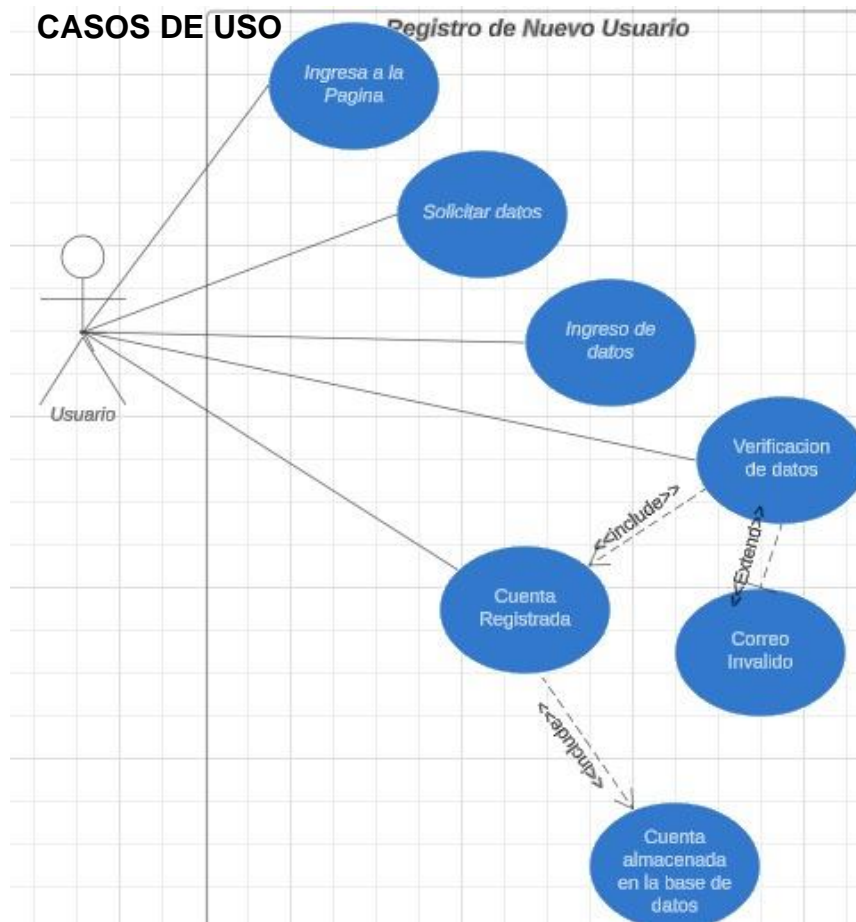 CASOS DE USO
Registro de Nuevo Usuario
Ingresa a la
Pagina
Solicitar datos
Ingreso de
datos
Usuario
Verificacion
de datos
<<include>>
<<Extend>>
Cuenta
Registrada
Correo
Invalido
<<Include>>
Cuenta
almacenada
en la base de
datos